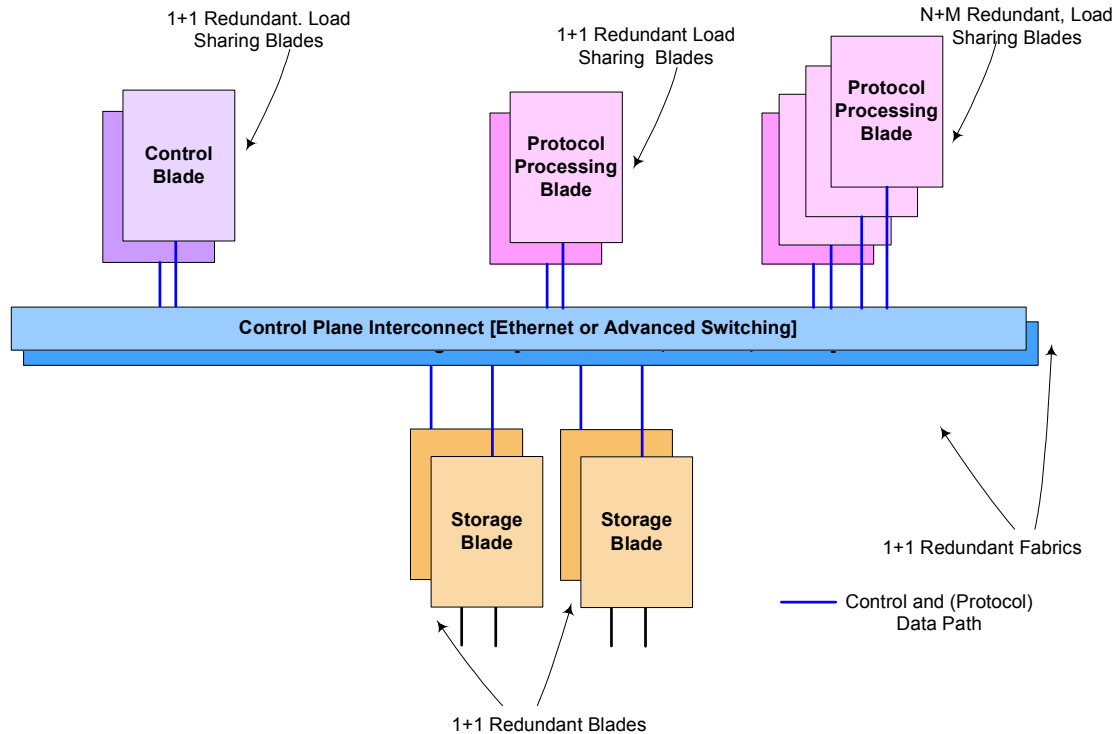 1+1 Redundant. Load
Sharing Blades
1+1 Redundant Load
Sharing Blades
N+M Redundant, Load
Sharing Blades
Control
Blade
Protocol
Processing
Blade
Protocol
Processing
Blade
Control Plane Interconnect [Ethernet or Advanced Switching]
Storage
Blade
Storage
Blade
1+1 Redundant Fabrics
Control and (Protocol)
Data Path
1+1 Redundant Blades